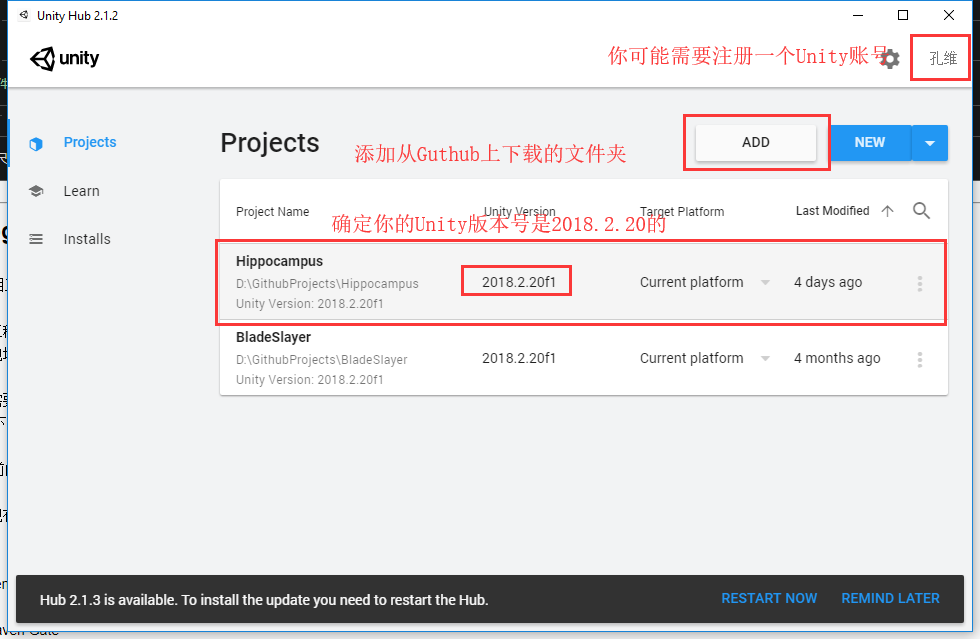 Unity Hub 2.1.2
unity
你可能需要注册一个Unity账号
孔维
Projects
Learn
Installs
Projects
添加从Guthub上下载的文件夹
ADD
NEW
Project Name
Unity Version
Target Platform
Last Modified
确定你的Unity版本号是2018.2.20的
Hippocampus
D:\GithubProjects\Hippocampus
Unity Version: 2018.2.20f1
2018.2.20f1
Current platform
4 days ago
BladeSlayer
D:\GithubProjects\BladeSlayer
Unity Version: 2018.2.20f1
2018.2.20f1
Current platform
4 months ago
Hub 2.1.3 is available. To install the update you need to restart the Hub.
RESTART NOW
REMIND LATER